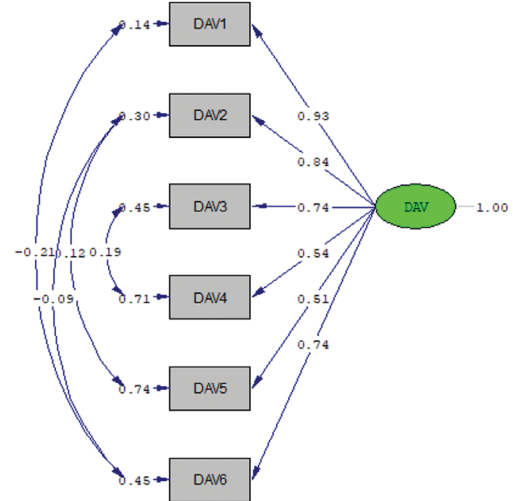 0.14 DAV1
0.93
0.30 DAV2
0.84
0.45 DAV3 0.74 DAV 1.00
-0.21 0.12 0.19 0.54
-0.09 0.71 DAV4 0.51
0.74
0.74 DAV5
0.45 DAV6